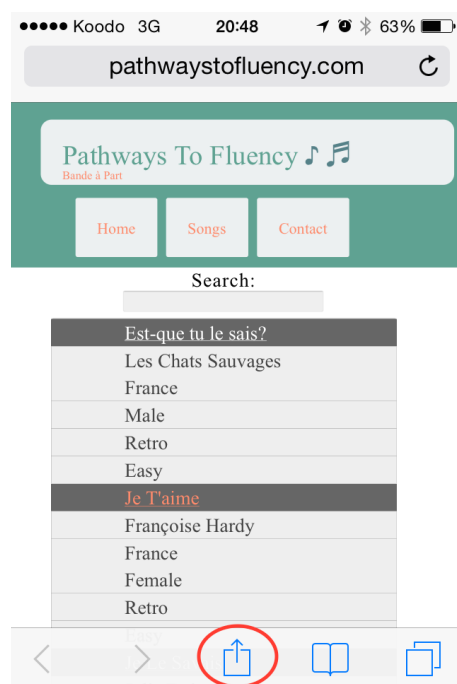 Koodo 3G 20:48 63%
pathwaystofluency.com
Pathways To Fluency
Bande à Part
Home Songs Contact
Search:
Est-que tu le sais?
Les Chats Sauvages
France
Male
Retro
Easy
Je T'aime
Françoise Hardy
France
Female
Retro
Easy